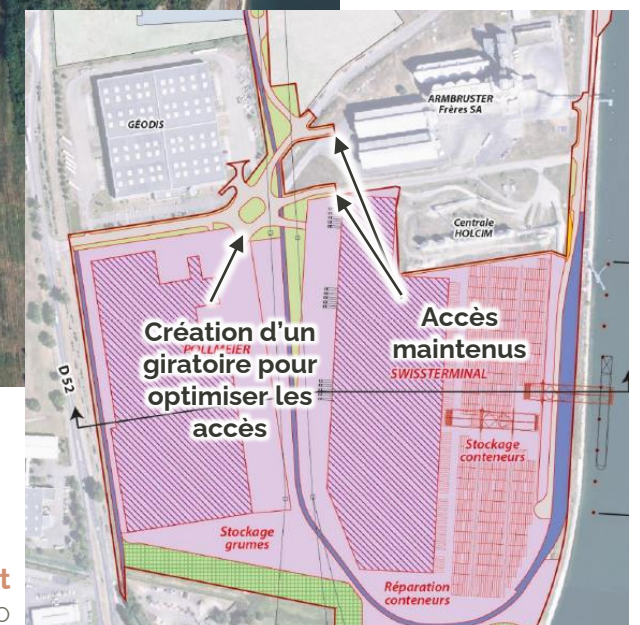 GÉODIS
ARMBRUSTER
Frères SA
Centrale
HOLCIM
Création d'un
giratoire pour
optimiser les
accès
POLLMEIER
Accès
maintenus
SWISSTERMINAL
D 52
Stockage
conteneurs
Stockage
grumes
Réparation
conteneurs
t